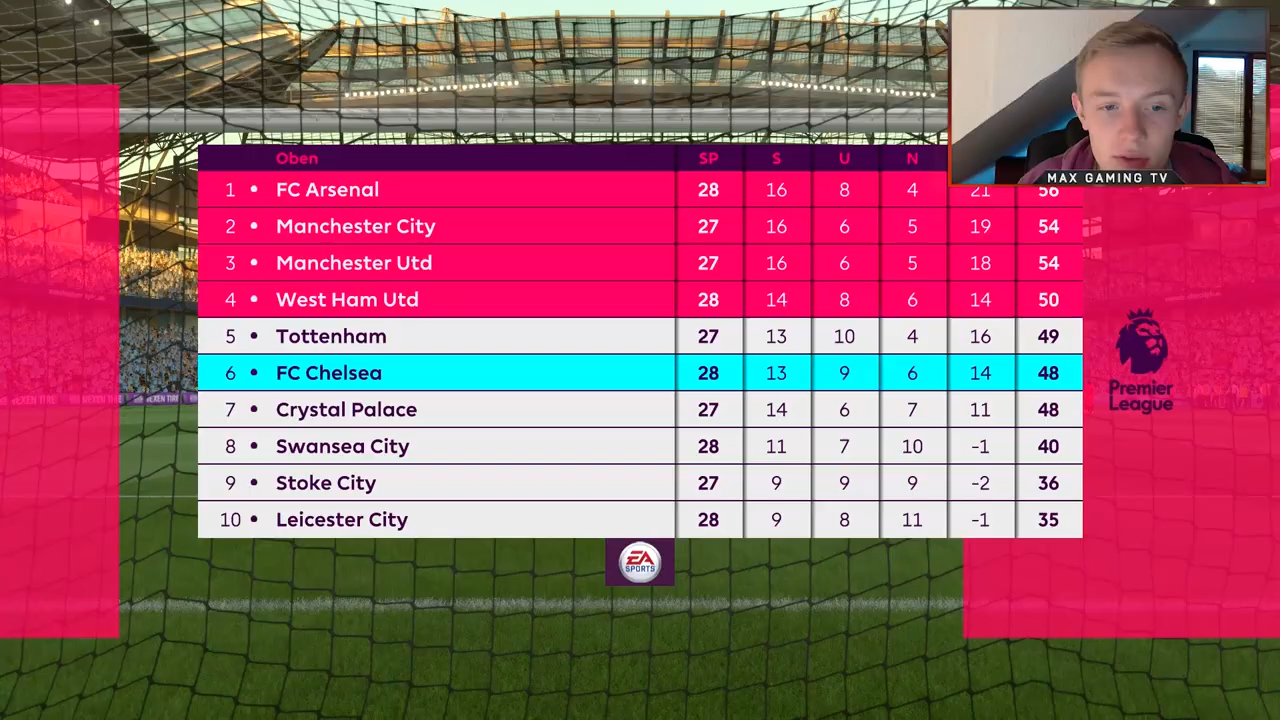 MAX GAMING TV
Oben SP S U N
1 • FC Arsenal 28 16 8 4 21 56
2 • Manchester City 27 16 6 5 19 54
3 • Manchester Utd 27 16 6 5 18 54
4 • West Ham Utd 28 14 8 6 14 50
5 • Tottenham 27 13 10 4 16 49
6 • FC Chelsea 28 13 9 6 14 48
7 • Crystal Palace 27 14 6 7 11 48
8 • Swansea City 28 11 7 10 -1 40
9 • Stoke City 27 9 9 9 -2 36
10 • Leicester City 28 9 8 11 -1 35
Premier
League
EA
SPORTS
NEXEN TIRE